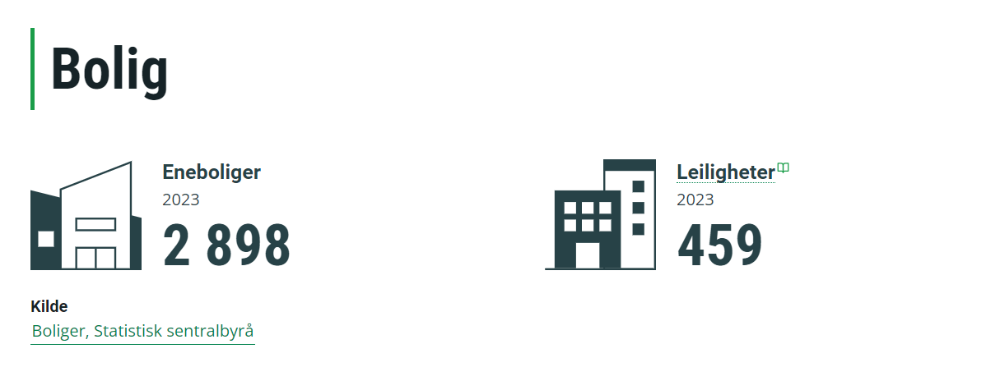 Bolig
Eneboliger
2023
2 898
Leiligheter
2023
459
Kilde
Boliger, Statistisk sentralbyrå